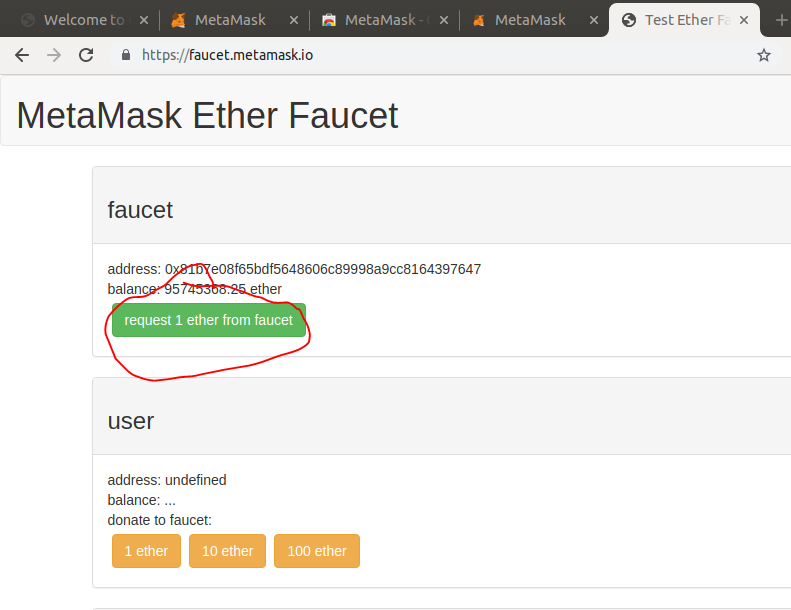 Welcome to
MetaMask
MetaMask -
MetaMask
Test Ether Fa
https://faucet.metamask.io
MetaMask Ether Faucet
faucet
address: 0x81b7e08f65bdf5648606c89998a9cc8164397647
balance: 95745368.25 ether
request 1 ether from faucet
user
address: undefined
balance: ...
donate to faucet:
1 ether
10 ether
100 ether